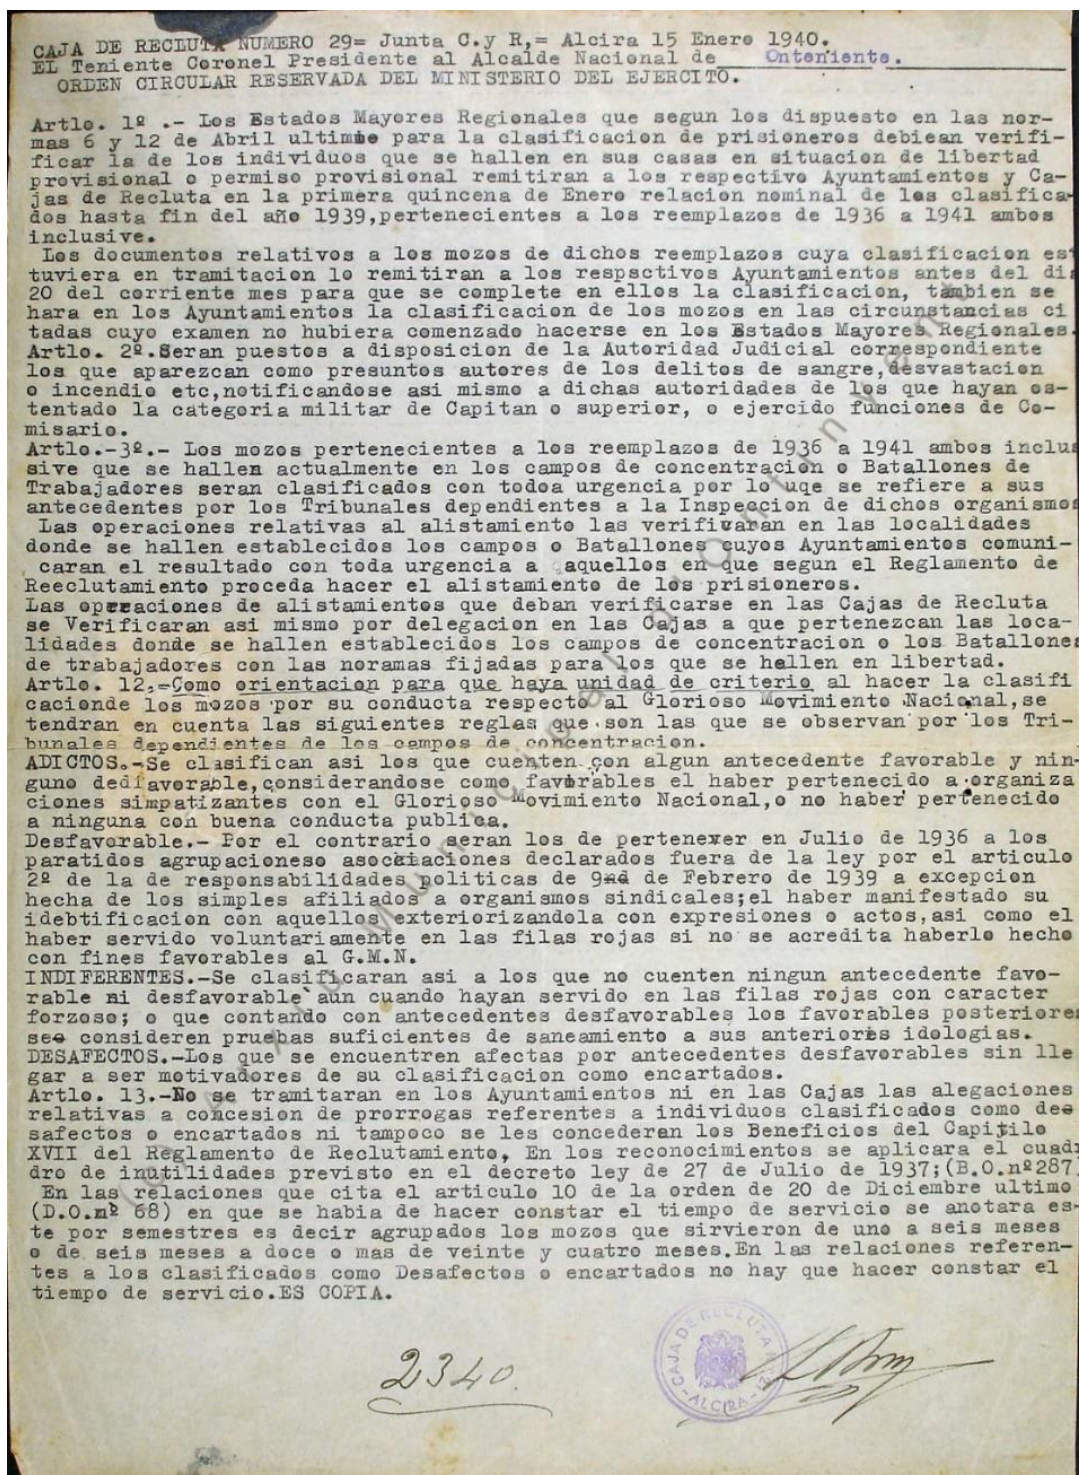 CAJA DE RECLUTA NUMERO 29= Junta C.y R,= Alcira 15 Enero 1940.
EL Teniente Coronel Presidente al Alcalde Nacional de Onteniente.
ORDEN CIRCULAR RESERVADA DEL MINISTERIO DEL EJERCITO.
Artlo. 1º .- Los Estados Mayores Regionales que segun los dispuesto en las nor-
mas 6 y 12 de Abril ultimo para la clasificacion de prisioneros debiean verifi-
ficar la de los individuos que se hallen en sus casas en situacion de libertad
provisional o permiso provisional remitiran a los respectivo Ayuntamientos y Ca-
jas de Recluta en la primera quincena de Enero relacion nominal de los clasifica-
dos hasta fin del año 1939,pertenecientes a los reemplazos de 1936 a 1941 ambos
inclusive.
Los documentos relativos a los mozos de dichos reemplazos cuya clasificacion est
tuviera en tramitacion lo remitiran a los respsctivos Ayuntamientos antes del dia
20 del corriente mes para que se complete en ellos la clasificacion, tambien se
hara en los Ayuntamientos la clasificacion de los mozos en las circunstancias ci
tadas cuyo examen no hubiera comenzado hacerse en los Estados Mayores Regionales.
Artlo. 2º.Seran puestos a disposicion de la Autoridad Judicial correspondiente
los que aparezcan como presuntos autores de los delitos de sangre,desvastacion
o incendio etc,notificandose asi mismo a dichas autoridades de los que hayan os-
tentado la categoria militar de Capitan o superior, o ejercido funciones de Co-
misario.
Artlo.-3º.- Los mozos pertenecientes a los reemplazos de 1936 a 1941 ambos inclus
sive que se hallen actualmente en los campos de concentracion o Batallones de
Trabajadores seran clasificados con todoa urgencia por lo uqe se refiere a sus
antecedentes por los Tribunales dependientes a la Inspeccion de dichos organismos
Las operaciones relativas al alistamiento las verificaran en las localidades
donde se hallen establecidos los campos o Batallones cuyos Ayuntamientos comuni-
caran el resultado con toda urgencia a aquellos en que segun el Reglamento de
Reeclutamiento proceda hacer el alistamiento de los prisioneros.
Las operaciones de alistamientos que deban verificarse en las Cajas de Recluta
se Verificaran asi mismo por delegacion en las Cajas a que pertenezcan las loca-
lidades donde se hallen establecidos los campos de concentracion o los Batallones
de trabajadores con las noramas fijadas para los que se hallen en libertad.
Artlo. 12.-Como orientacion para que haya unidad de criterio al hacer la clasifi
cacionde los mozos por su conducta respecto al Glorioso Movimiento Nacional,se
tendran en cuenta las siguientes reglas que son las que se observan por los Tri-
bunales dependientes de los campos de concentracion.
ADICTOS.-Se clasifican asi los que cuenten con algun antecedente favorable y nin-
guno dedfavorable,considerandose como favorables el haber pertenecido a organiza
ciones simpatizantes con el Glorioso Movimiento Nacional,o no haber pertenecido
a ninguna con buena conducta publica.
Desfavorable.- Por el contrario seran los de pertenexer en Julio de 1936 a los
paratidos agrupacioneso asociaciones declarados fuera de la ley por el articulo
2º de la de responsabilidades politicas de 9 de Febrero de 1939 a excepcion
hecha de los simples afiliados a organismos sindicales;el haber manifestado su
idebtificacion con aquellos exteriorizandola con expresiones o actos,asi como el
haber servido voluntariamente en las filas rojas si no se acredita haberlo hecho
con fines favorables al G.M.N.
INDIFERENTES.-Se clasificaran asi a los que no cuenten ningun antecedente favo-
rable ni desfavorable aun cuando hayan servido en las filas rojas con caracter
forzoso; o que contando con antecedentes desfavorables los favorables posteriores
se consideren pruebas suficientes de saneamiento a sus anteriores idologias.
DESAFECTOS.-Los que se encuentren afectas por antecedentes desfavorables sin lle
gar a ser motivadores de su clasificacion como encartados.
Artlo. 13.-No se tramitaran en los Ayuntamientos ni en las Cajas las alegaciones
relativas a concesion de prorrogas referentes a individuos clasificados como des
safectos o encartados ni tampoco se les concederan los Beneficios del Capitilo
XVII del Reglamento de Reclutamiento, En los reconocimientos se aplicara el cuadr
dro de inutilidades previsto en el decreto ley de 27 de Julio de 1937;(B.O.nº287)
En las relaciones que cita el articulo 10 de la orden de 20 de Diciembre ultimo
(D.O.nº 68) en que se habia de hacer constar el tiempo de servicio se anotara es-
te por semestres es decir agrupados los mozos que sirvieron de uno a seis meses
o de seis meses a doce o mas de veinte y cuatro meses.En las relaciones referen-
tes a los clasificados como Desafectos o encartados no hay que hacer constar el
tiempo de servicio.ES COPIA.
2340.
CAJA DE RECLUTA
-ALCIRA-